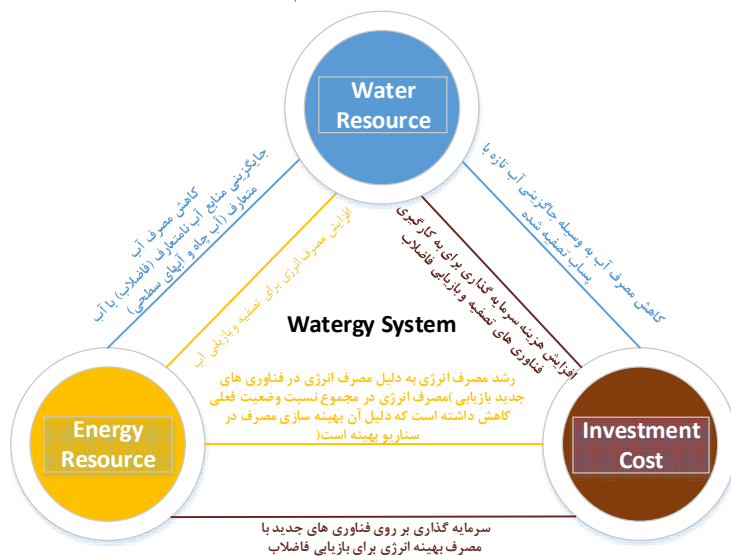 Water
Resource
کاهش مصرف آب
جایگزینی منابع آب نامتعارف (فاضلاب) با آب
متعارف (آب چاه و آبهای سطحی)
افزایش مصرف انرژی برای تصفیه و بازیابی آب
افزایش هزینه سرمایه گذاری برای به کارگیری
فناوری های تصفیه و بازیابی فاضلاب
کاهش مصرف آب به وسیله جاگزینی آب تازه با
پساب تصفیه شده
Watergy System
رشد مصرف انرژی به دلیل مصرف انرژی در فناوری های
جدید بازیابی )مصرف انرژی در مجموع نسبت وضعیت فعلی
کاهش داشته است که دلیل آن بهینه سازی مصرف در
سناریو بهینه است(
Energy
Resource
Investment
Cost
سرمایه گذاری بر روی فناوری های جدید با
مصرف بهینه انرژی برای بازیابی فاضلاب